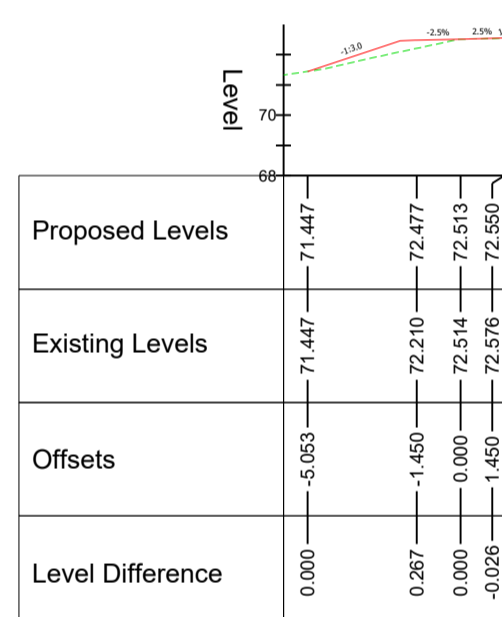 -1:3.0
-2.5%
2.5%
Level
70
68
Proposed Levels 71.447 72.477 72.513 72.550
Existing Levels 71.447 72.210 72.514 72.576
Offsets -5.053 -1.450 0.000 1.450
Level Difference 0.000 0.267 0.000 -0.026